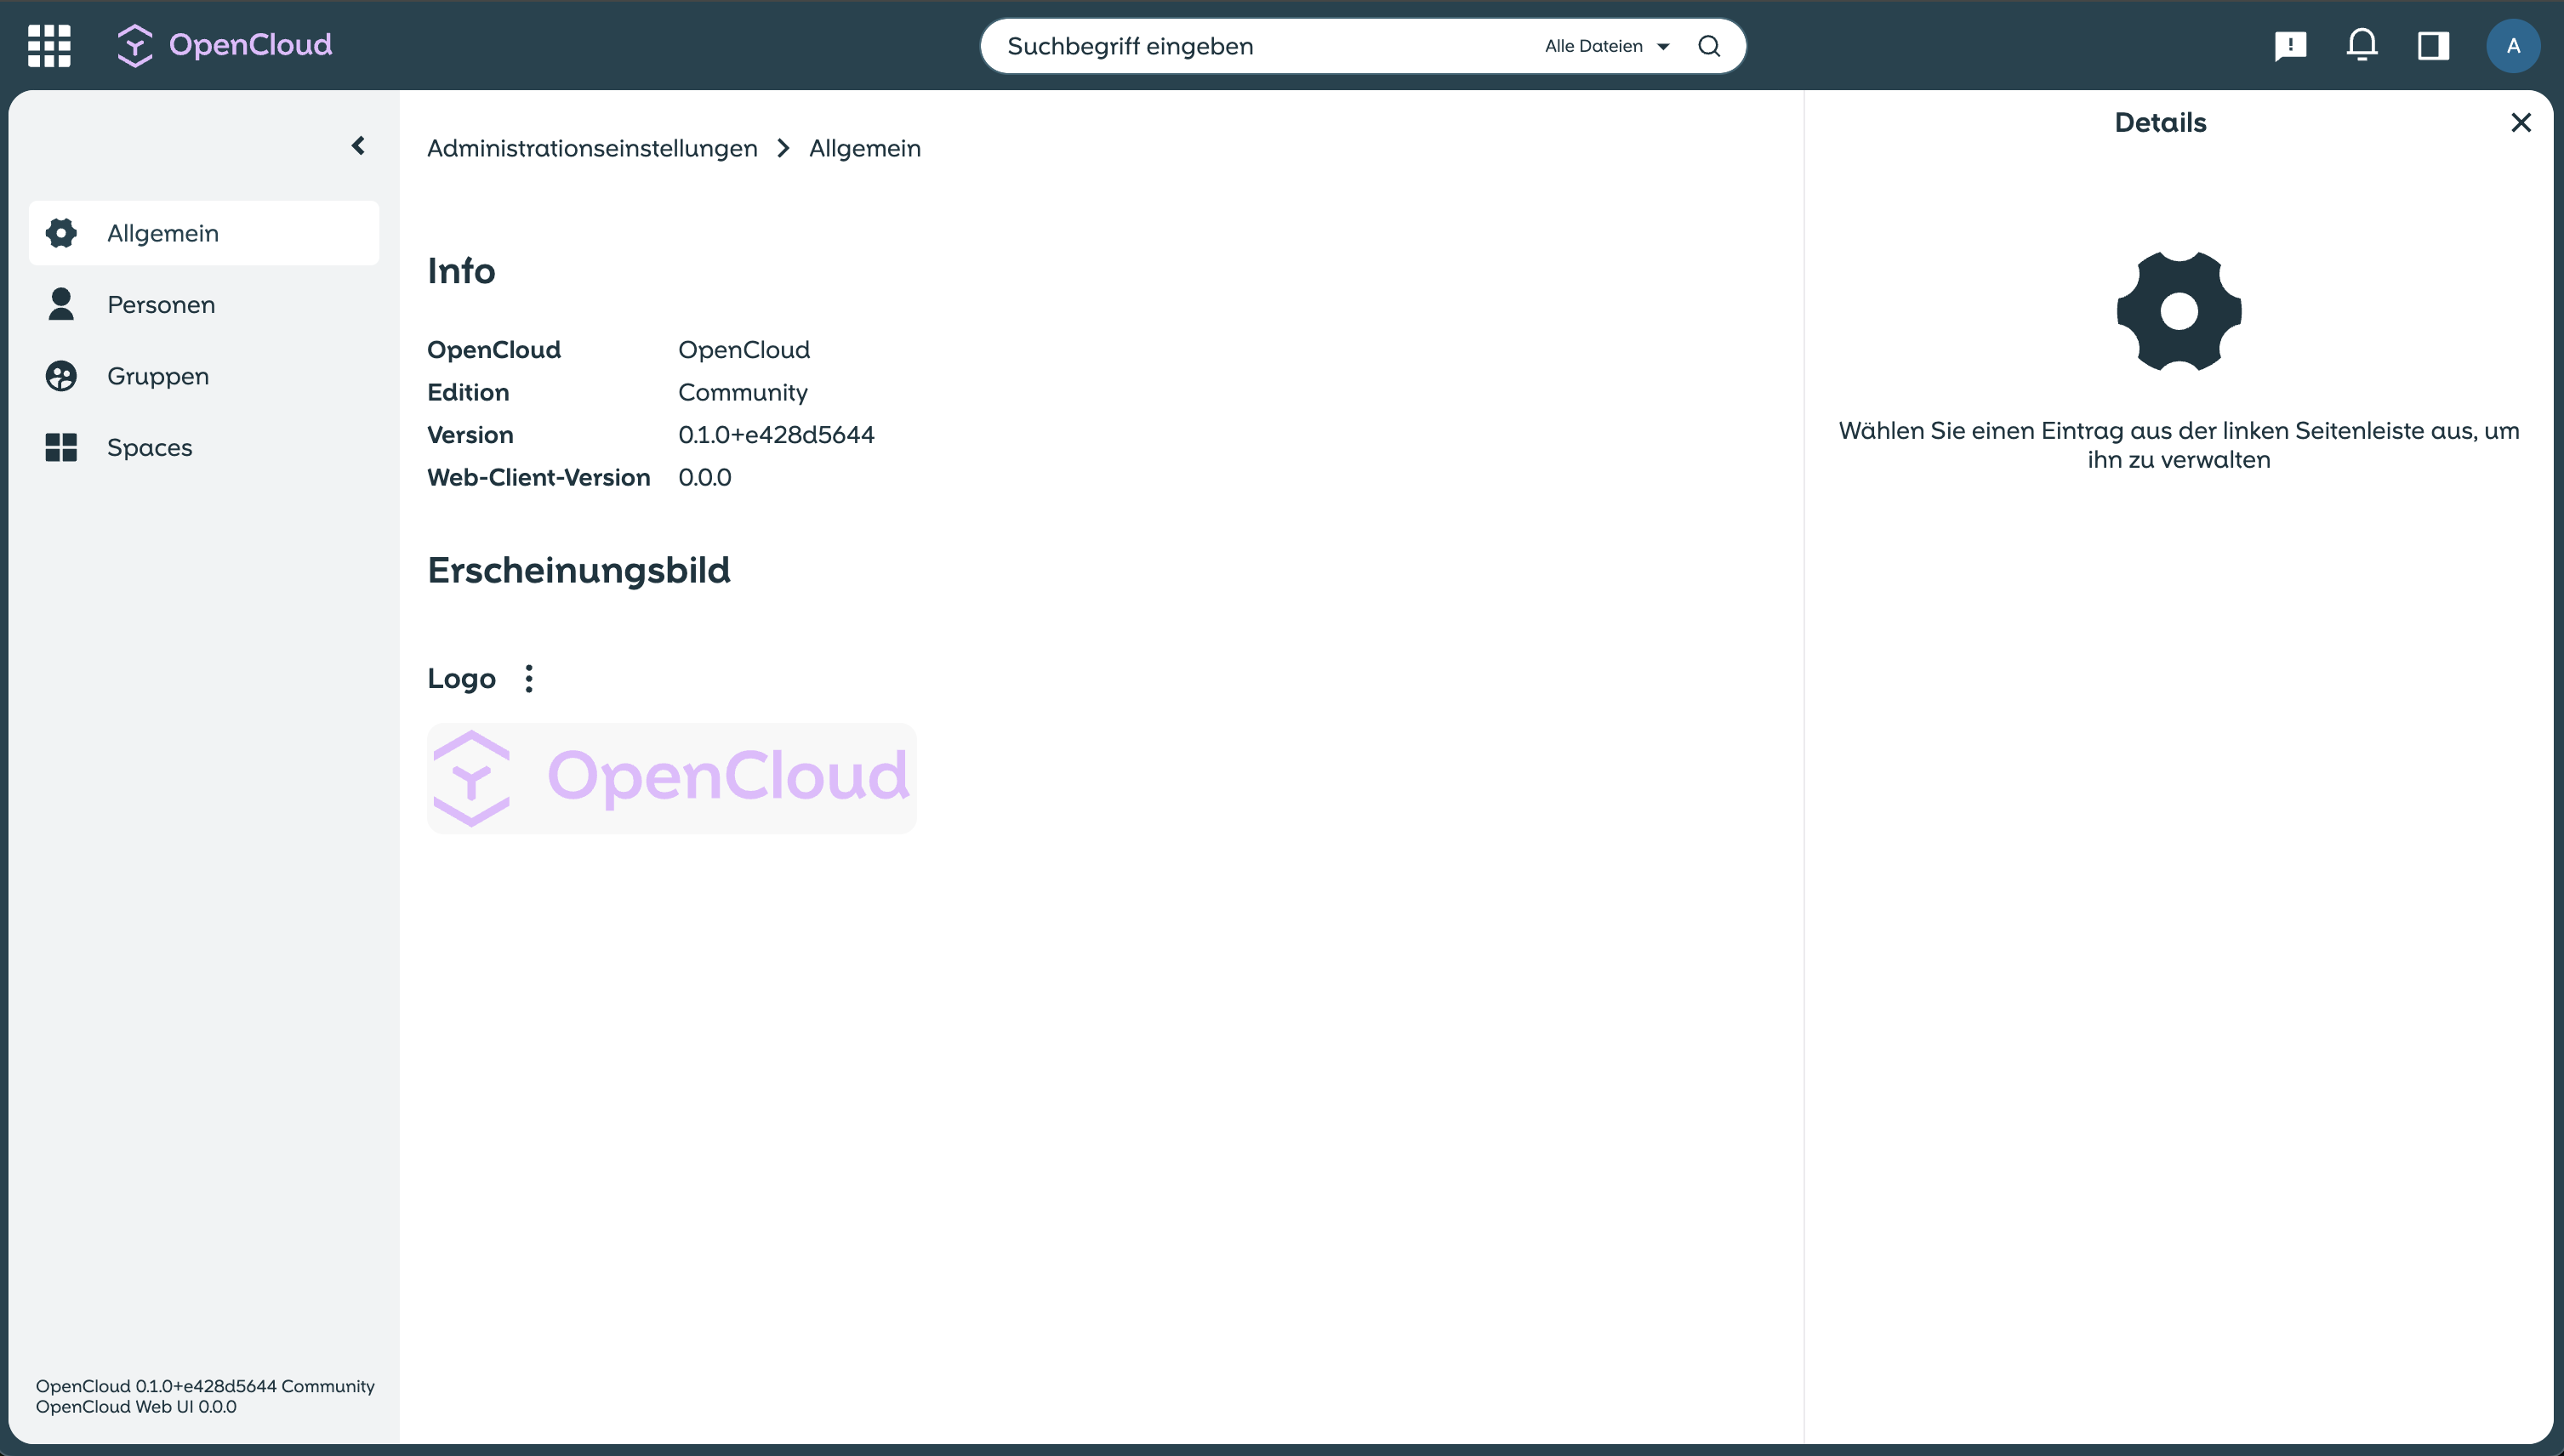 OpenCloud
Suchbegriff eingeben
Alle Dateien
A
Allgemein
Personen
Gruppen
Spaces
OpenCloud 0.1.0+e428d5644 Community
OpenCloud Web UI 0.0.0
Administrationseinstellungen Allgemein
Info
OpenCloud OpenCloud
Edition Community
Version 0.1.0+e428d5644
Web-Client-Version 0.0.0
Erscheinungsbild
Logo
OpenCloud
Details
Wählen Sie einen Eintrag aus der linken Seitenleiste aus, um
ihn zu verwalten